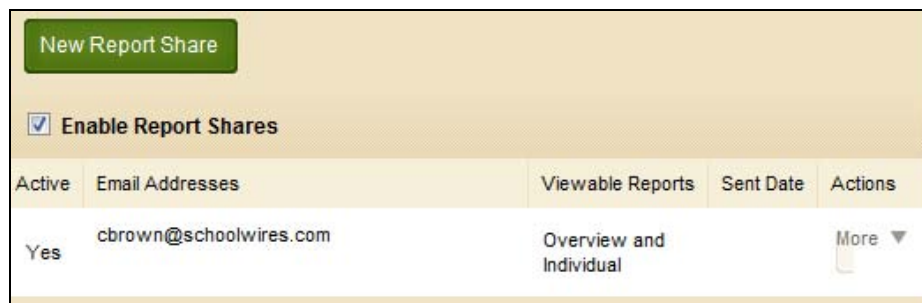 New Report Share
Enable Report Shares
Active Email Addresses Viewable Reports Sent Date Actions
Yes cbrown@schoolwires.com Overview and Individual More ▼